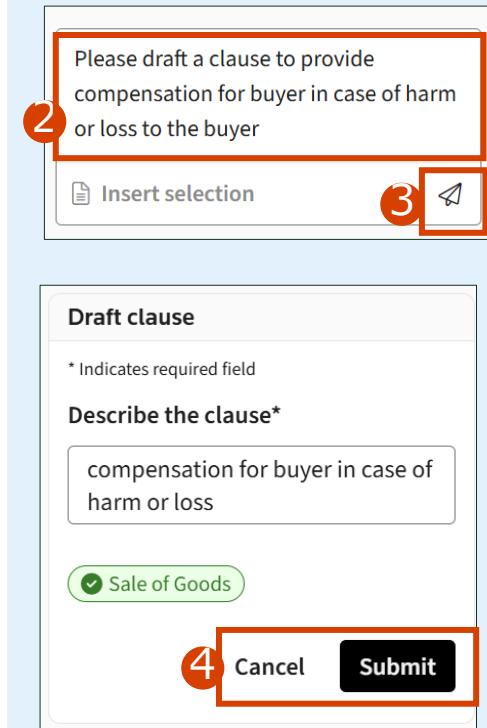 Please draft a clause to provide
compensation for buyer in case of harm
2 or loss to the buyer
Insert selection 3
Draft clause
* Indicates required field
Describe the clause*
compensation for buyer in case of
harm or loss
Sale of Goods
4 Cancel Submit